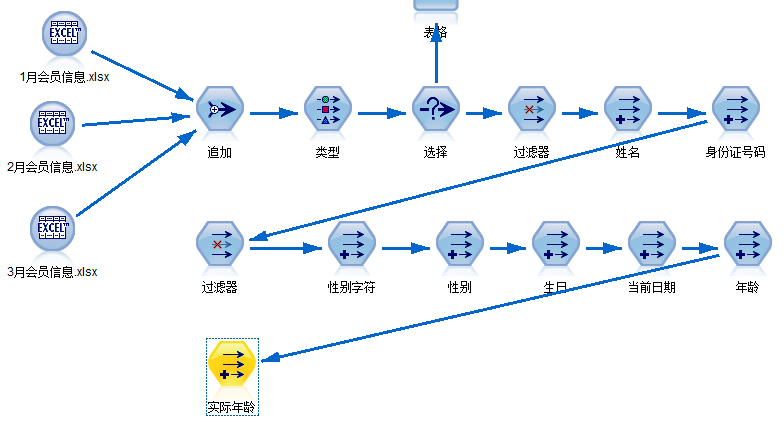 EXCEL™
1月会员信息.xlsx
EXCEL™
2月会员信息.xlsx
EXCEL™
3月会员信息.xlsx
表格
追加
类型
选择
过滤器
姓名
身份证号码
过滤器
性别字符
性别
生日
当前日期
年龄
实际年龄